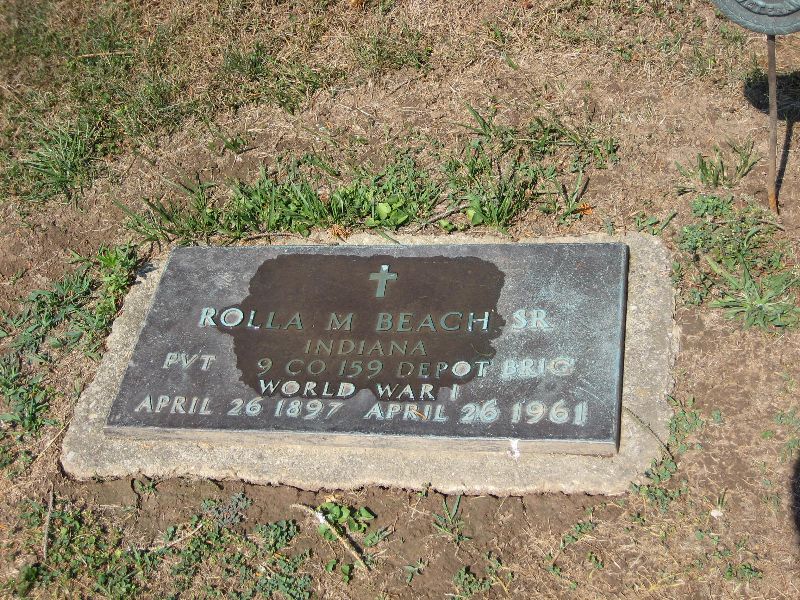 ROLLA M BEACH SR
INDIANA
PVT 9 CO 159 DEPOT BRIG
WORLD WAR I
APRIL 26 1897 APRIL 26 1961